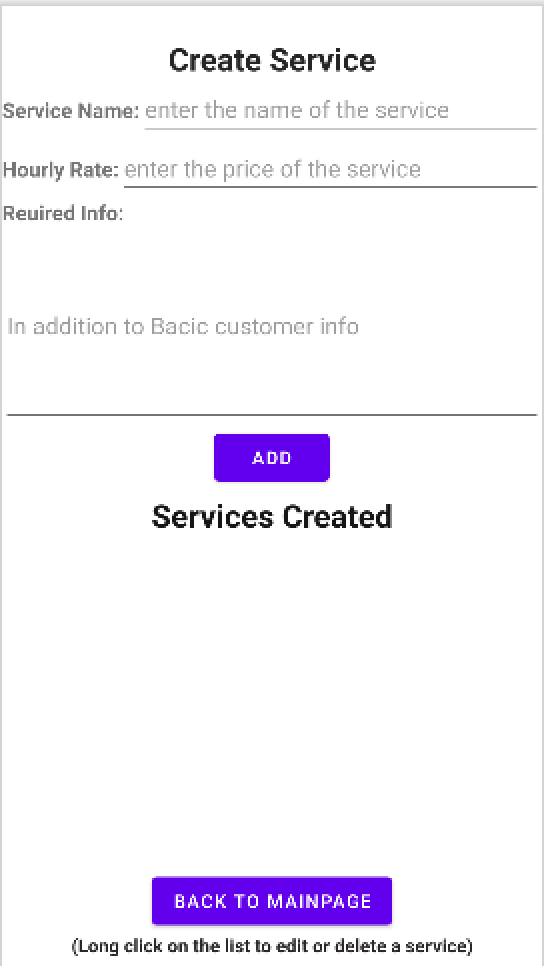 Create Service
Service Name: enter the name of the service
Hourly Rate: enter the price of the service
Reuired Info:
In addition to Bacic customer info
ADD
Services Created
BACK TO MAINPAGE
(Long click on the list to edit or delete a service)